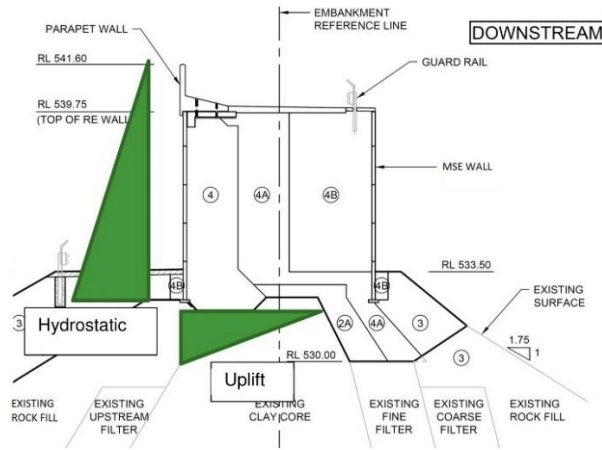 EMBANKMENT
REFERENCE LINE
DOWNSTREAM
PARAPET WALL
GUARD RAIL
RL 541.60
RL 539.75
(TOP OF RE WALL
MSE WALL
4
4A
4B
4B
4B
RL 533.50
EXISTING
SURFACE
3
Hydrostatic
2A
4A
3
3
1.75
1
RL 530.00
Uplift
EXISTING
ROCK FILL
EXISTING
UPSTREAM
FILTER
EXISTING
CLAY CORE
EXISTING
FINE
FILTER
EXISTING
COARSE
FILTER
EXISTING
ROCK FILL